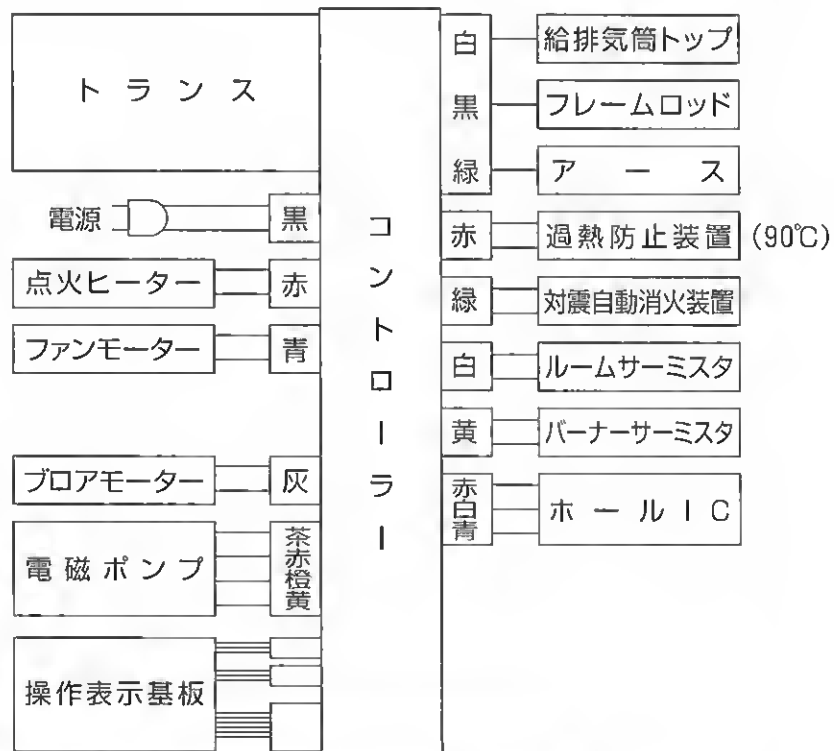 トランス
電源
黒
点火ヒーター
赤
ファンモーター
青
ブロアモーター
灰
電磁ポンプ
茶
赤
橙
黄
操作表示基板
コントローラー
白
給排気筒トップ
黒
フレームロッド
緑
アース
赤
過熱防止装置 (90℃)
緑
対震自動消火装置
白
ルームサーミスタ
黄
バーナーサーミスタ
赤
白
青
ホールIC